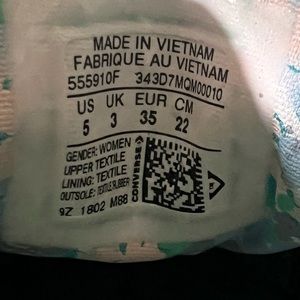 MADE IN VIETNAM
FABRIQUE AU VIETNAM
555910F 343D7MQM00010
US UK EUR CM
5 3 35 22
GENDER: WOMEN
UPPER TEXTILE
LINING: TEXTILE
OUTSOLE: TEXTILE/RUBBER
9Z 1802 M88
CONVERSE